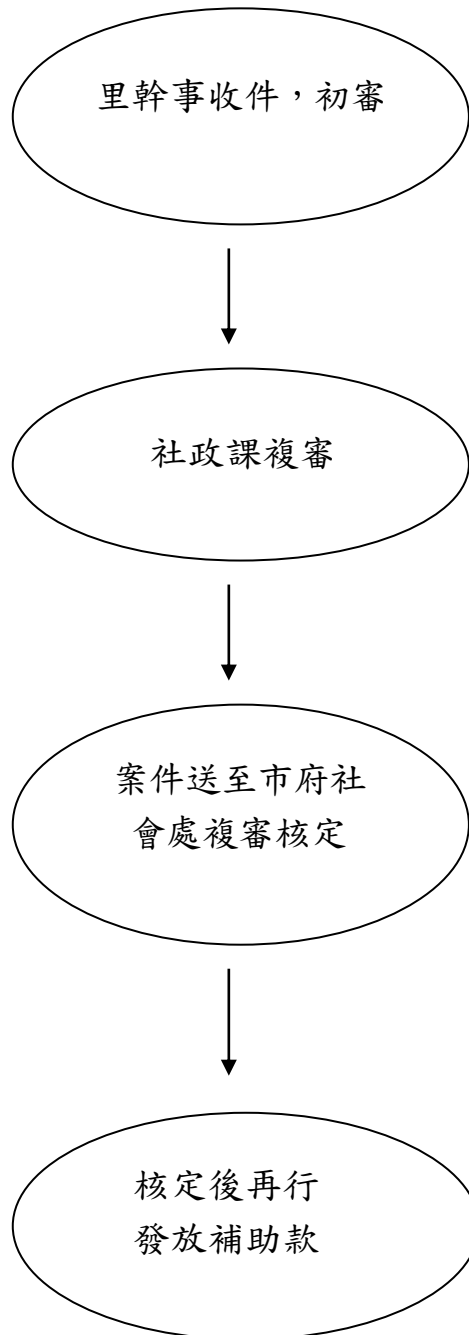 里幹事收件，初審
社政課複審
案件送至市府社
會處複審核定
核定後再行
發放補助款